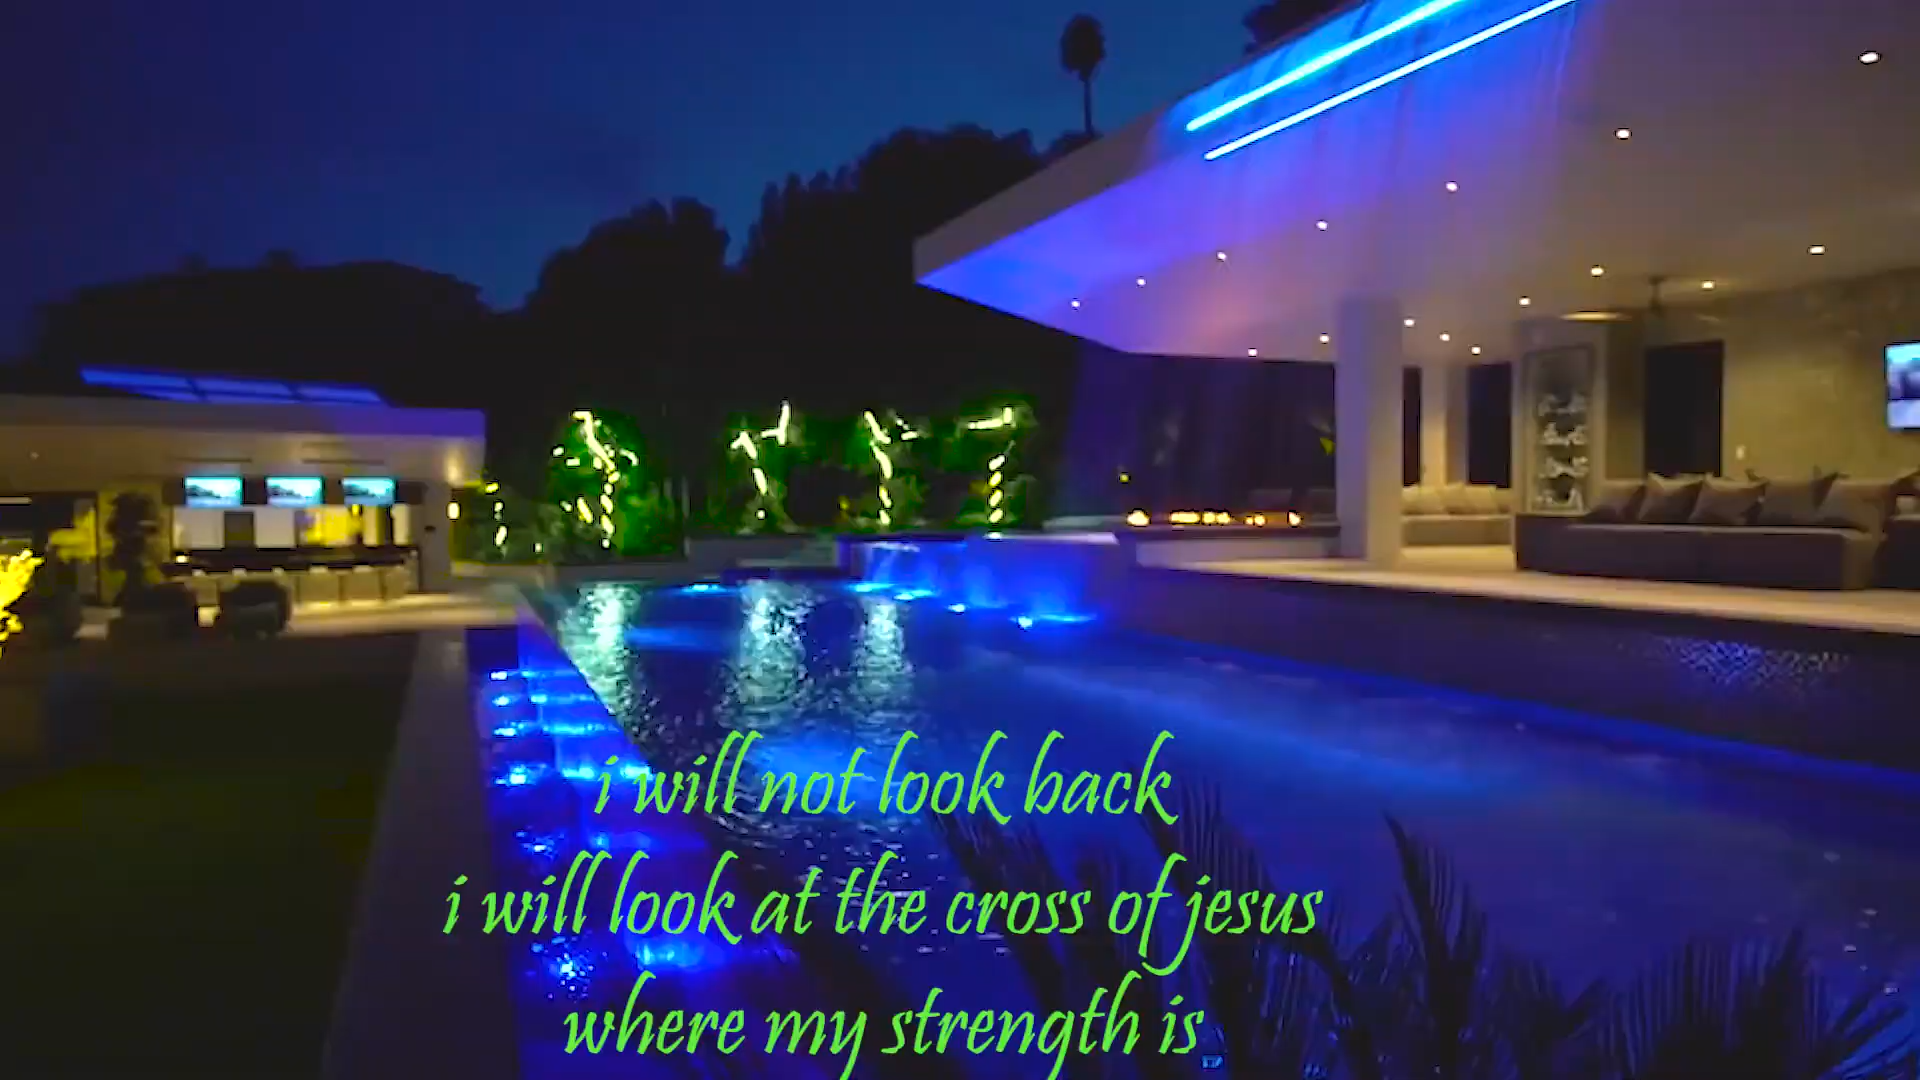 i will not look back
i will look at the cross of jesus
where my strength is